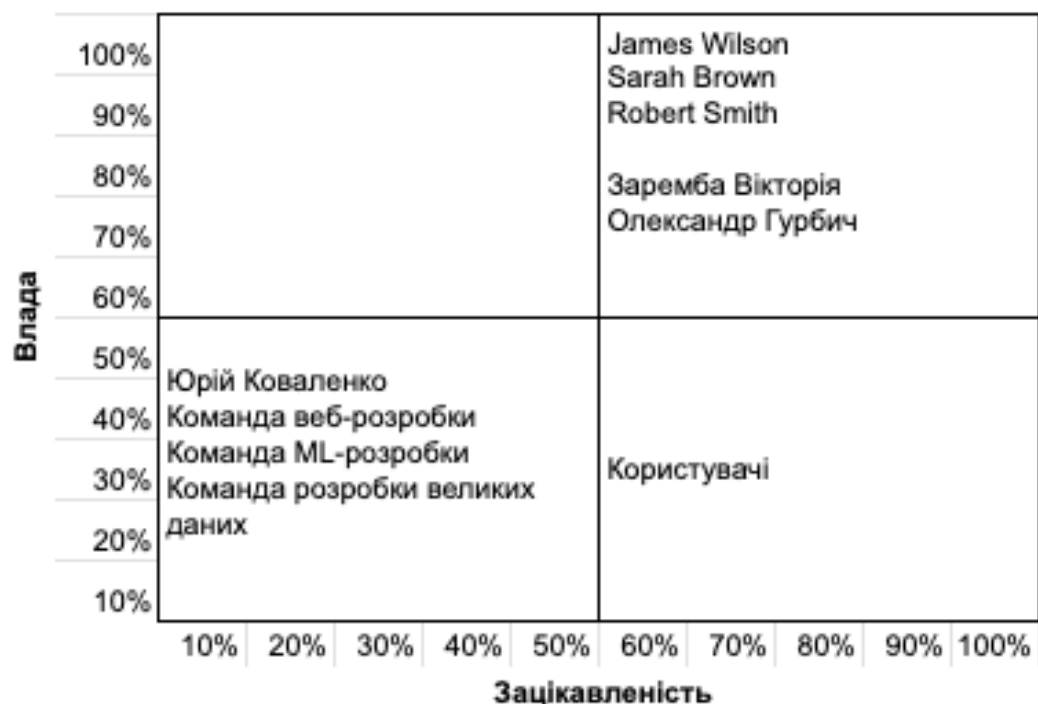 100%
90%
80%
70%
60%
50%
40%
30%
20%
10%
Влада
James Wilson
Sarah Brown
Robert Smith
Заремба Вікторія
Олександр Гурбич
Юрій Коваленко
Команда веб-розробки
Команда ML-розробки
Команда розробки великих
даних
Користувачі
10% 20% 30% 40% 50% 60% 70% 80% 90% 100%
Зацікавленість